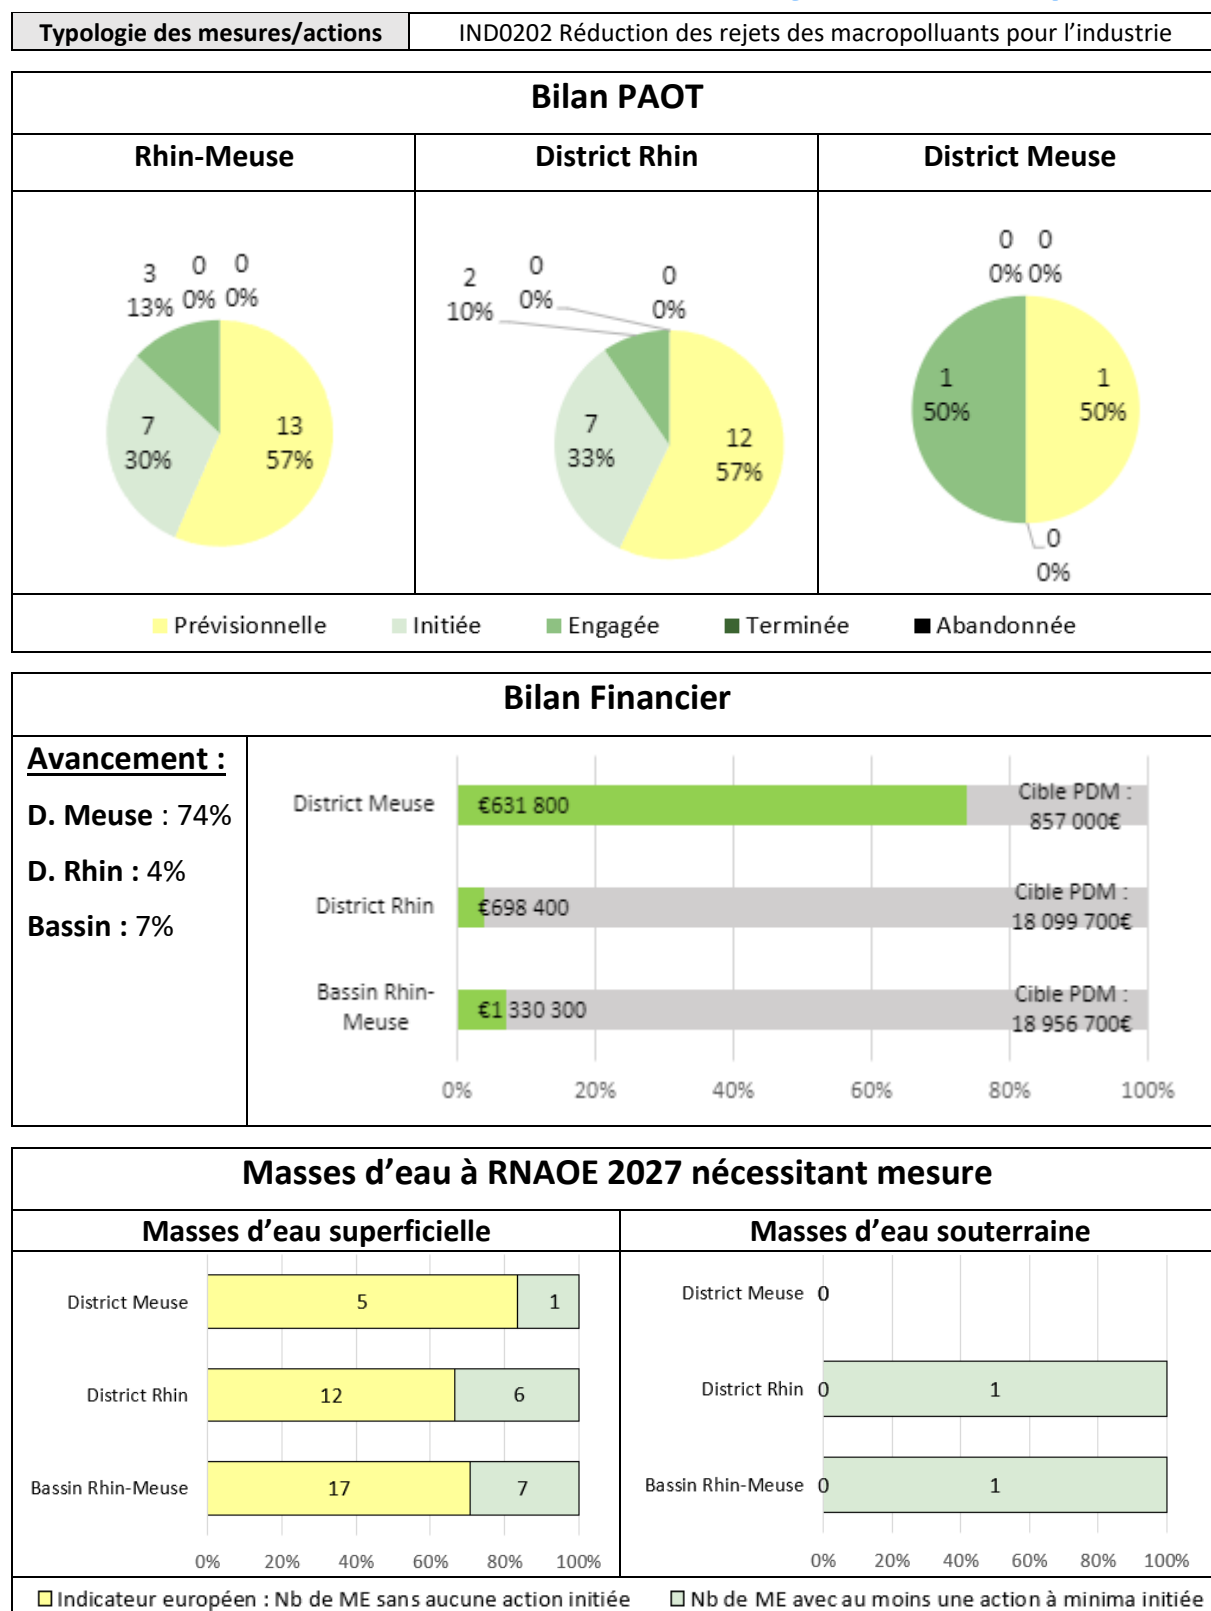 Typologie des mesures/actions IND0202 Réduction des rejets des macropolluants pour l'industrie
Bilan PAOT
Rhin-Meuse District Rhin District Meuse
3 0 0
13% 0% 0%
7 13
30% 57%
2 0 0
10% 0% 0%
7 12
33% 57%
0 0
0% 0%
1 1
50% 50%
0
0%
Prévisionnelle Initiée Engagée Terminée Abandonnée
Bilan Financier
Avancement :
D. Meuse : 74%
D. Rhin : 4%
Bassin : 7%
District Meuse €631 800 Cible PDM :
857 000€
District Rhin €698 400 Cible PDM :
18 099 700€
Bassin Rhin-
Meuse €1 330 300 Cible PDM :
18 956 700€
0% 20% 40% 60% 80% 100%
Masses d'eau à RNAOE 2027 nécessitant mesure
Masses d'eau superficielle Masses d'eau souterraine
District Meuse 5 1
District Rhin 12 6
Bassin Rhin-Meuse 17 7
0% 20% 40% 60% 80% 100%
District Meuse 0
District Rhin 0 1
Bassin Rhin-Meuse 0 1
0% 20% 40% 60% 80% 100%
Indicateur européen : Nb de ME sans aucune action initiée Nb de ME avec au moins une action à minima initiée